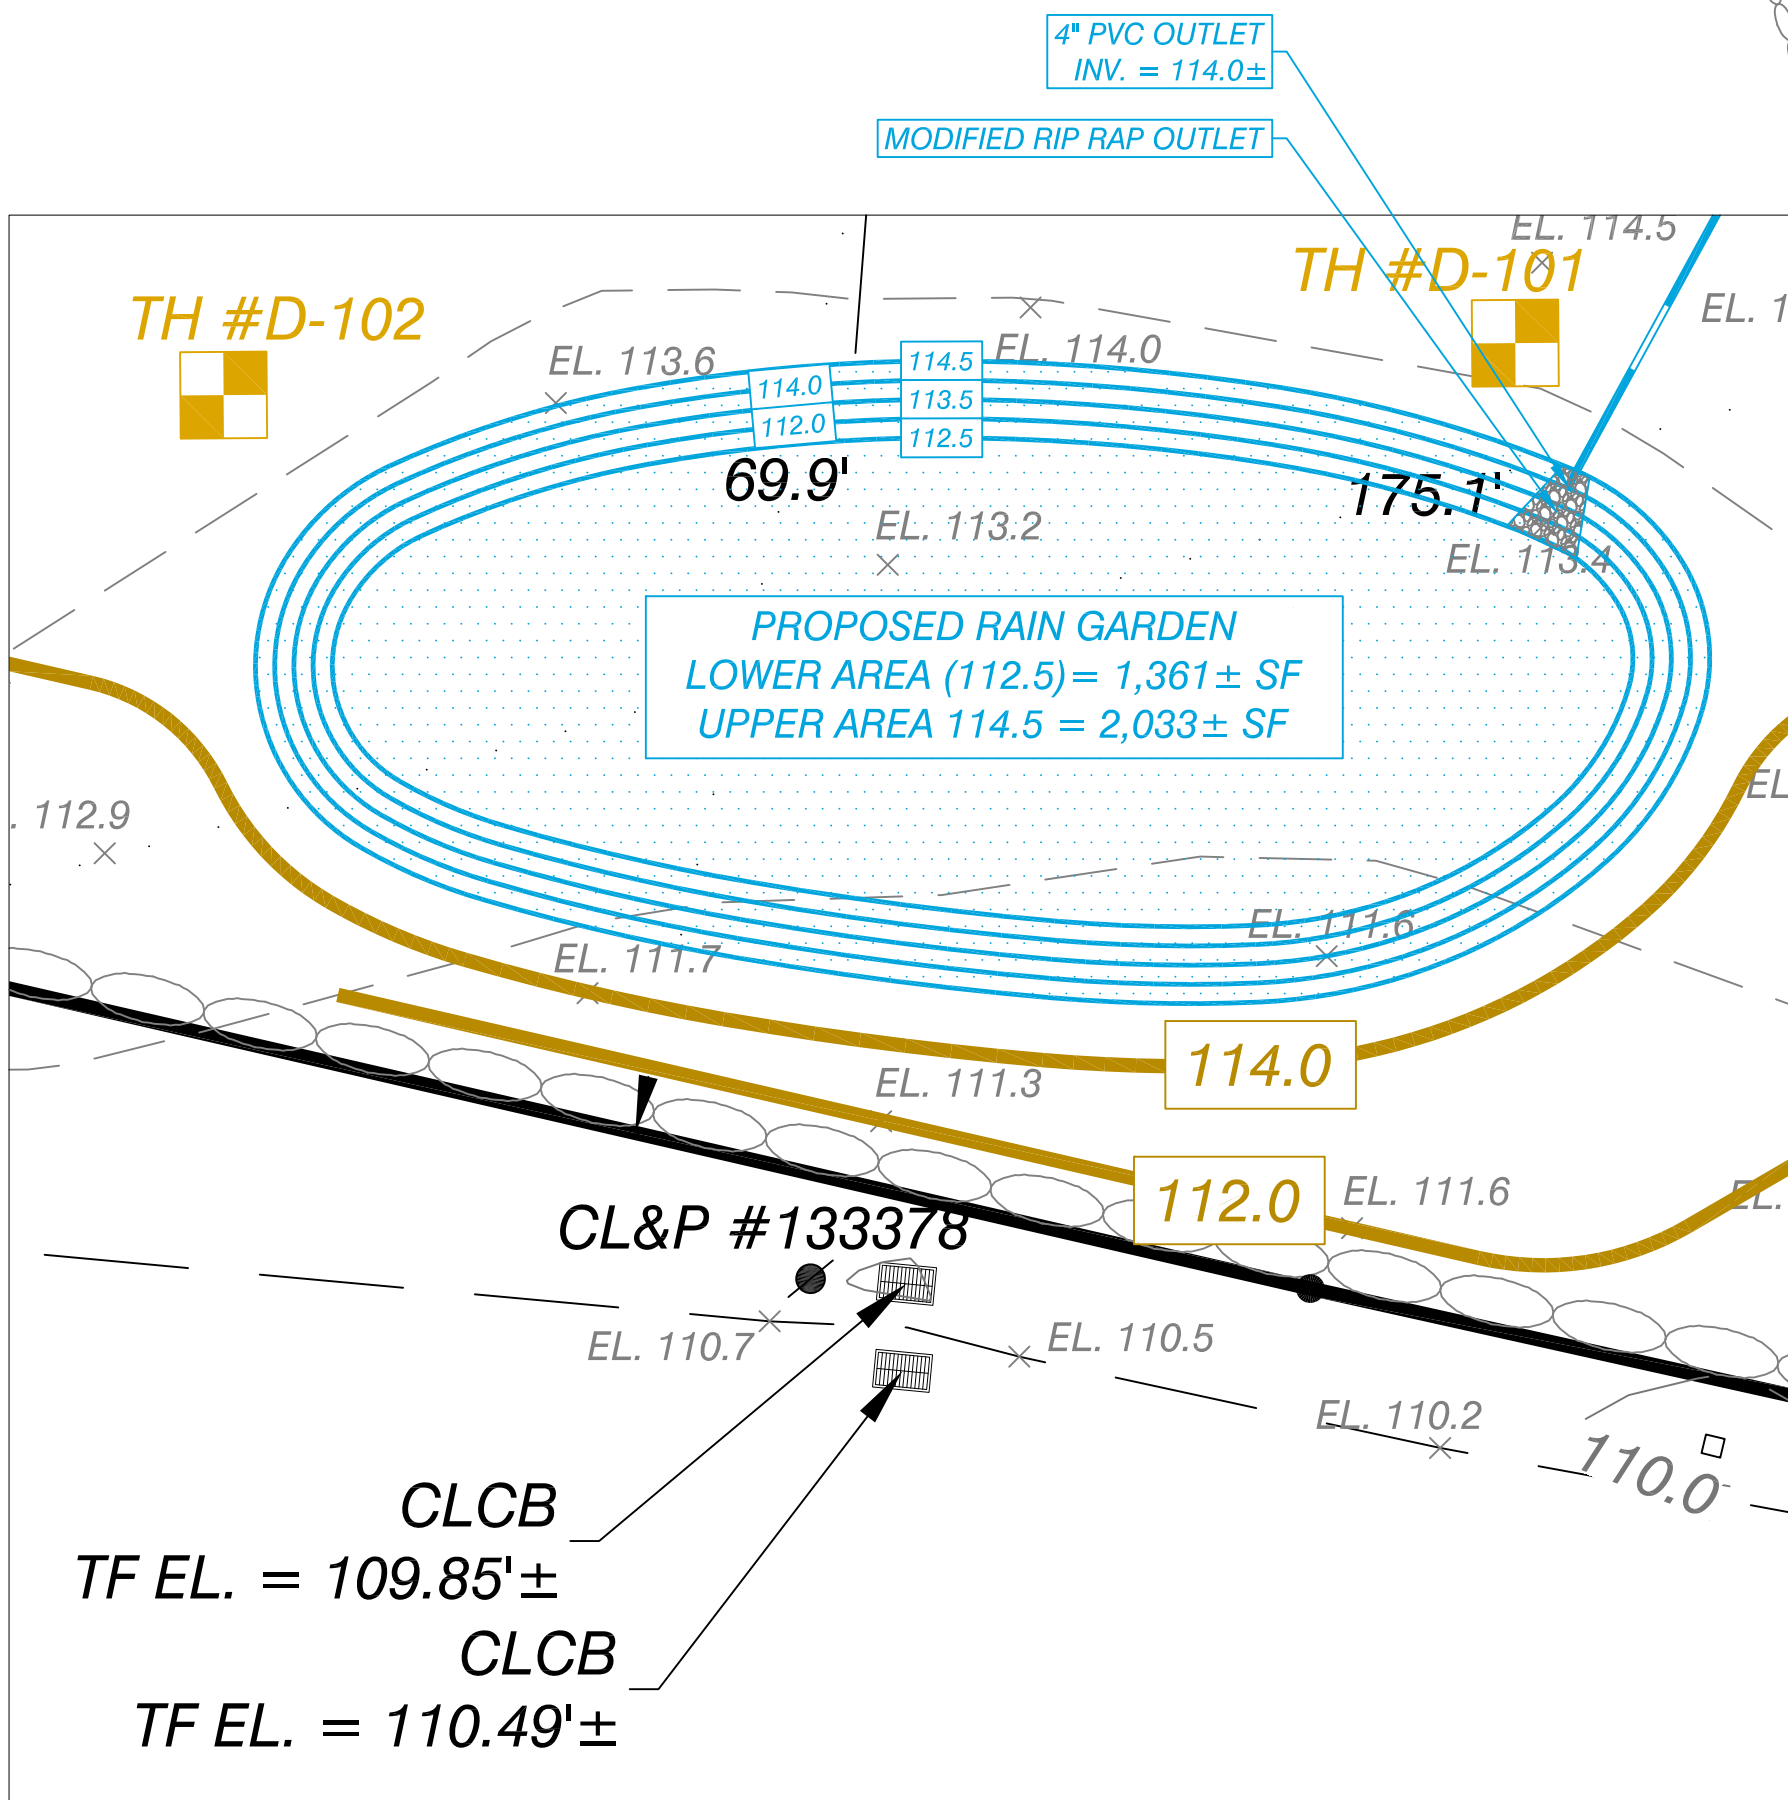 4" PVC OUTLET
INV. = 114.0±
MODIFIED RIP RAP OUTLET
EL. 114.5
TH #D-101
EL. 1
TH #D-102
EL. 113.6
EL. 114.0
114.5
114.0
113.5
112.0
112.5
69.9'
175.1'
EL. 113.2
EL. 113.4
PROPOSED RAIN GARDEN
LOWER AREA (112.5)= 1,361± SF
UPPER AREA 114.5 = 2,033± SF
EL
. 112.9
EL. 111.6
EL. 111.7
114.0
EL. 111.3
112.0
EL. 111.6
EL.
CL&P #133378
EL. 110.7
EL. 110.5
EL. 110.2
110.0
CLCB
TF EL. = 109.85'±
CLCB
TF EL. = 110.49'±